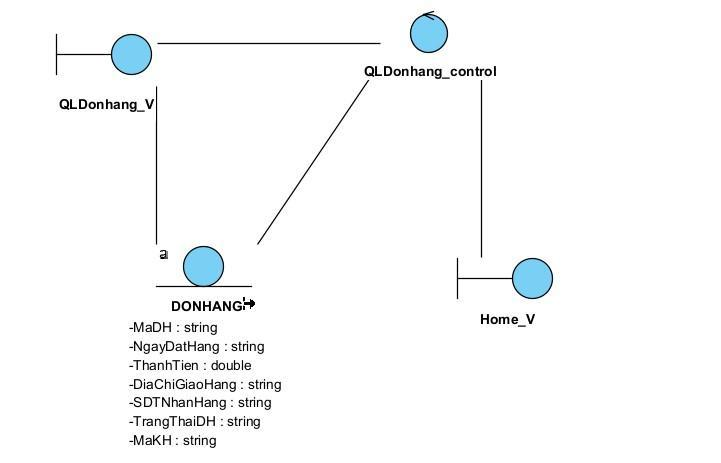 QLDonhang_control
QLDonhang_V
a
DONHANG
-MaDH : string
-NgayDatHang : string
-ThanhTien : double
-DiaChiGiaoHang : string
-SDTNhanHang : string
-TrangThaiDH : string
-MaKH : string
Home_V